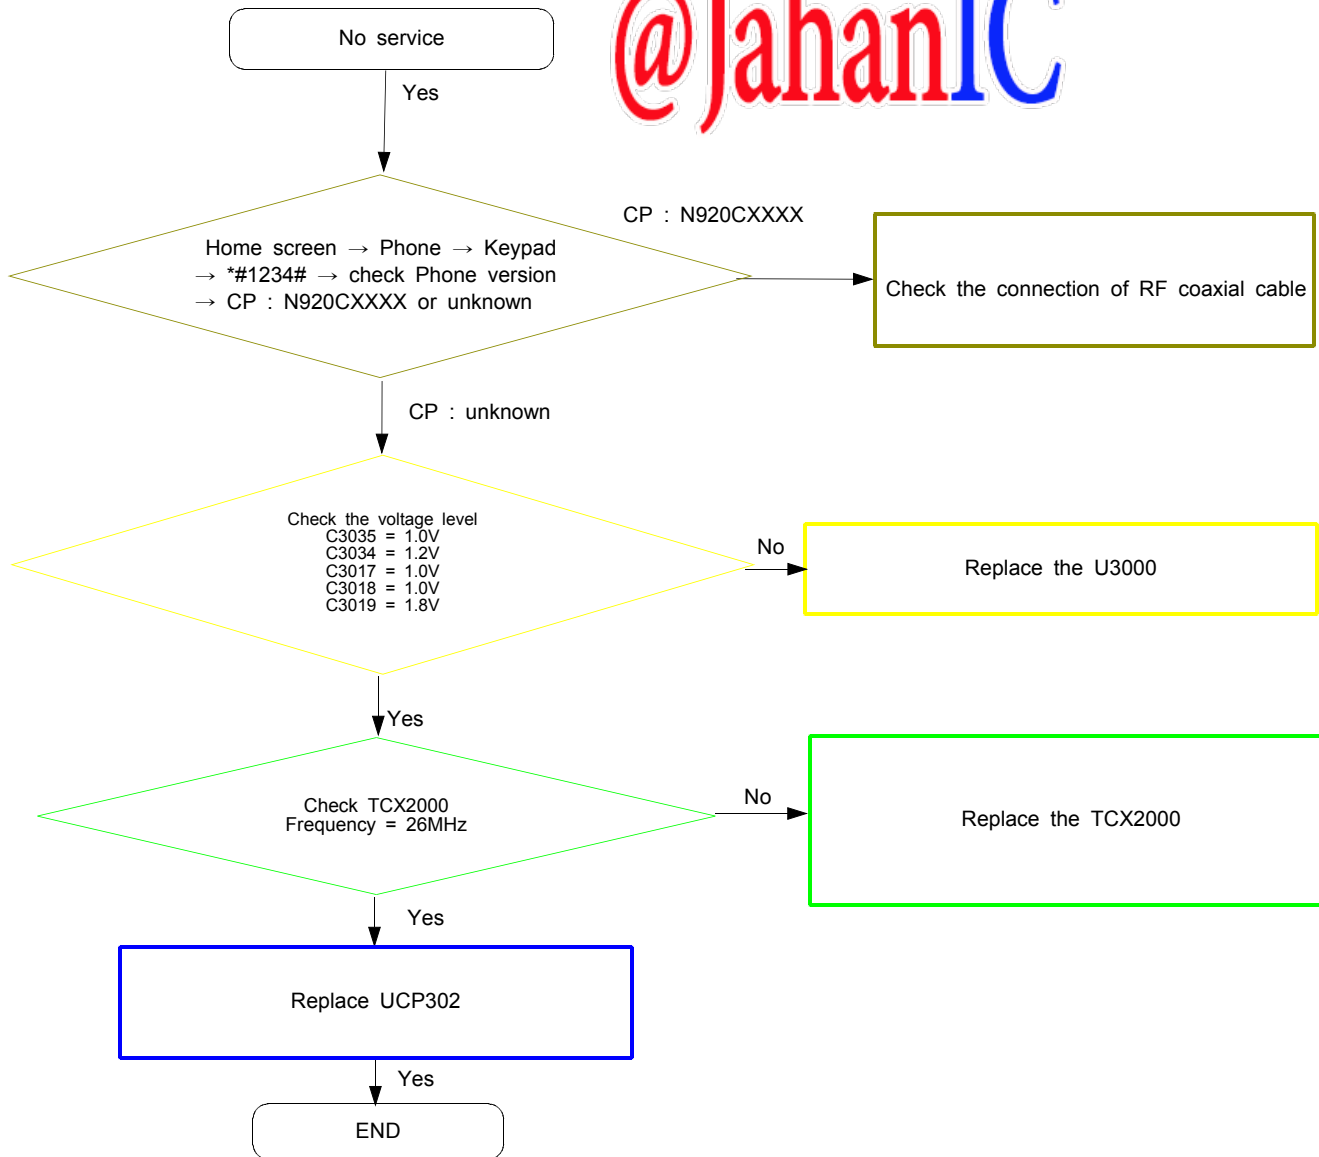 @JahanIC
No service
Yes
CP : N920CXXXX
Home screen → Phone → Keypad
→ *#1234# → check Phone version
→ CP : N920CXXXX or unknown
Check the connection of RF coaxial cable
CP : unknown
Check the voltage level
C3035 = 1.0V
C3034 = 1.2V
C3017 = 1.0V
C3018 = 1.0V
C3019 = 1.8V
No
Replace the U3000
Yes
Check TCX2000
Frequency = 26MHz
No
Replace the TCX2000
Yes
Replace UCP302
Yes
END